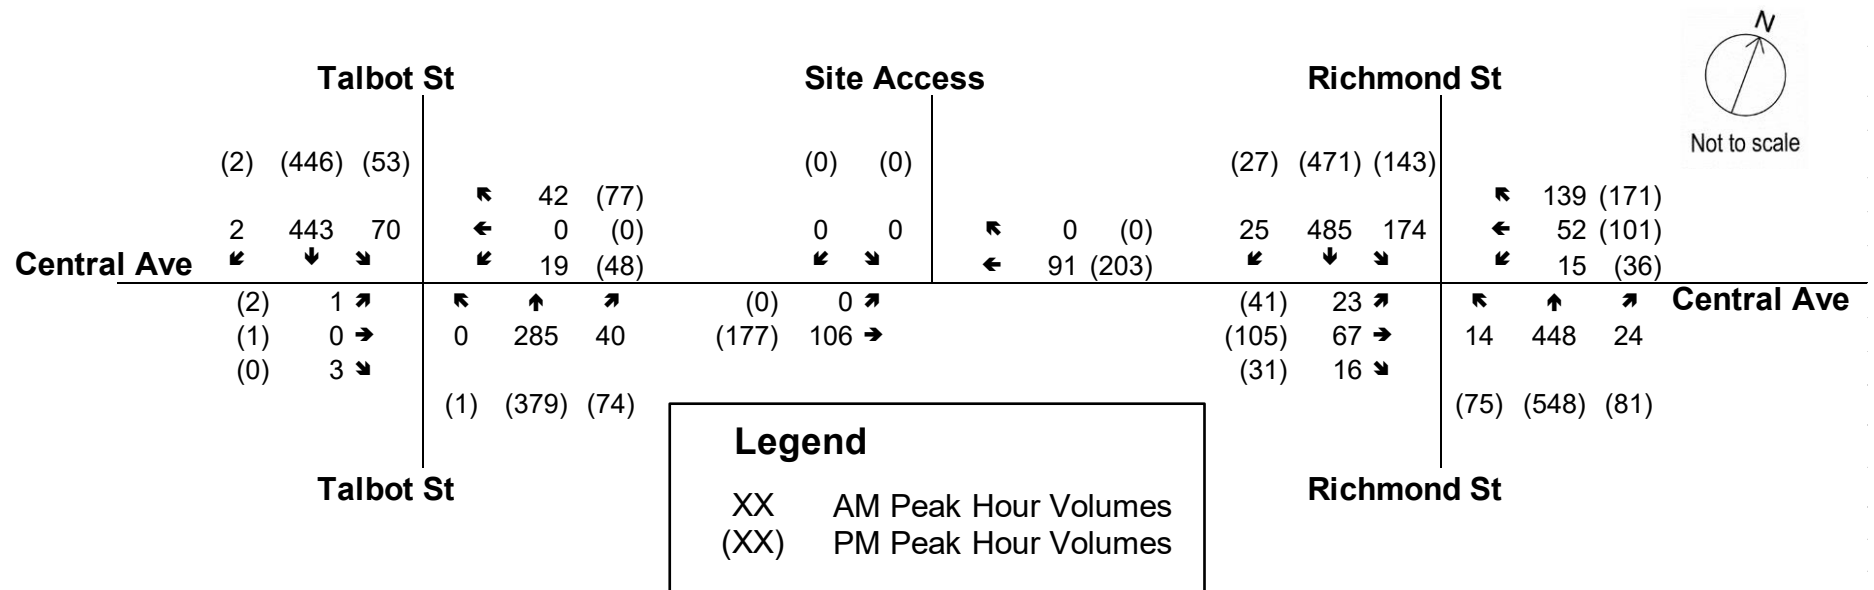 N
Not to scale
Talbot St Site Access Richmond St
(2) (446) (53) (0) (0) (27) (471) (143)
42 (77) 139 (171)
2 443 70 0 (0) 0 0 0 (0) 25 485 174 52 (101)
Central Ave 19 (48) 91 (203) 15 (36)
(2) 1 (0) 0 (41) 23 Central Ave
(1) 0 0 285 40 (177) 106 (105) 67 14 448 24
(0) 3 (31) 16
(1) (379) (74) (75) (548) (81)
Talbot St Richmond St
Legend
XX AM Peak Hour Volumes
(XX) PM Peak Hour Volumes